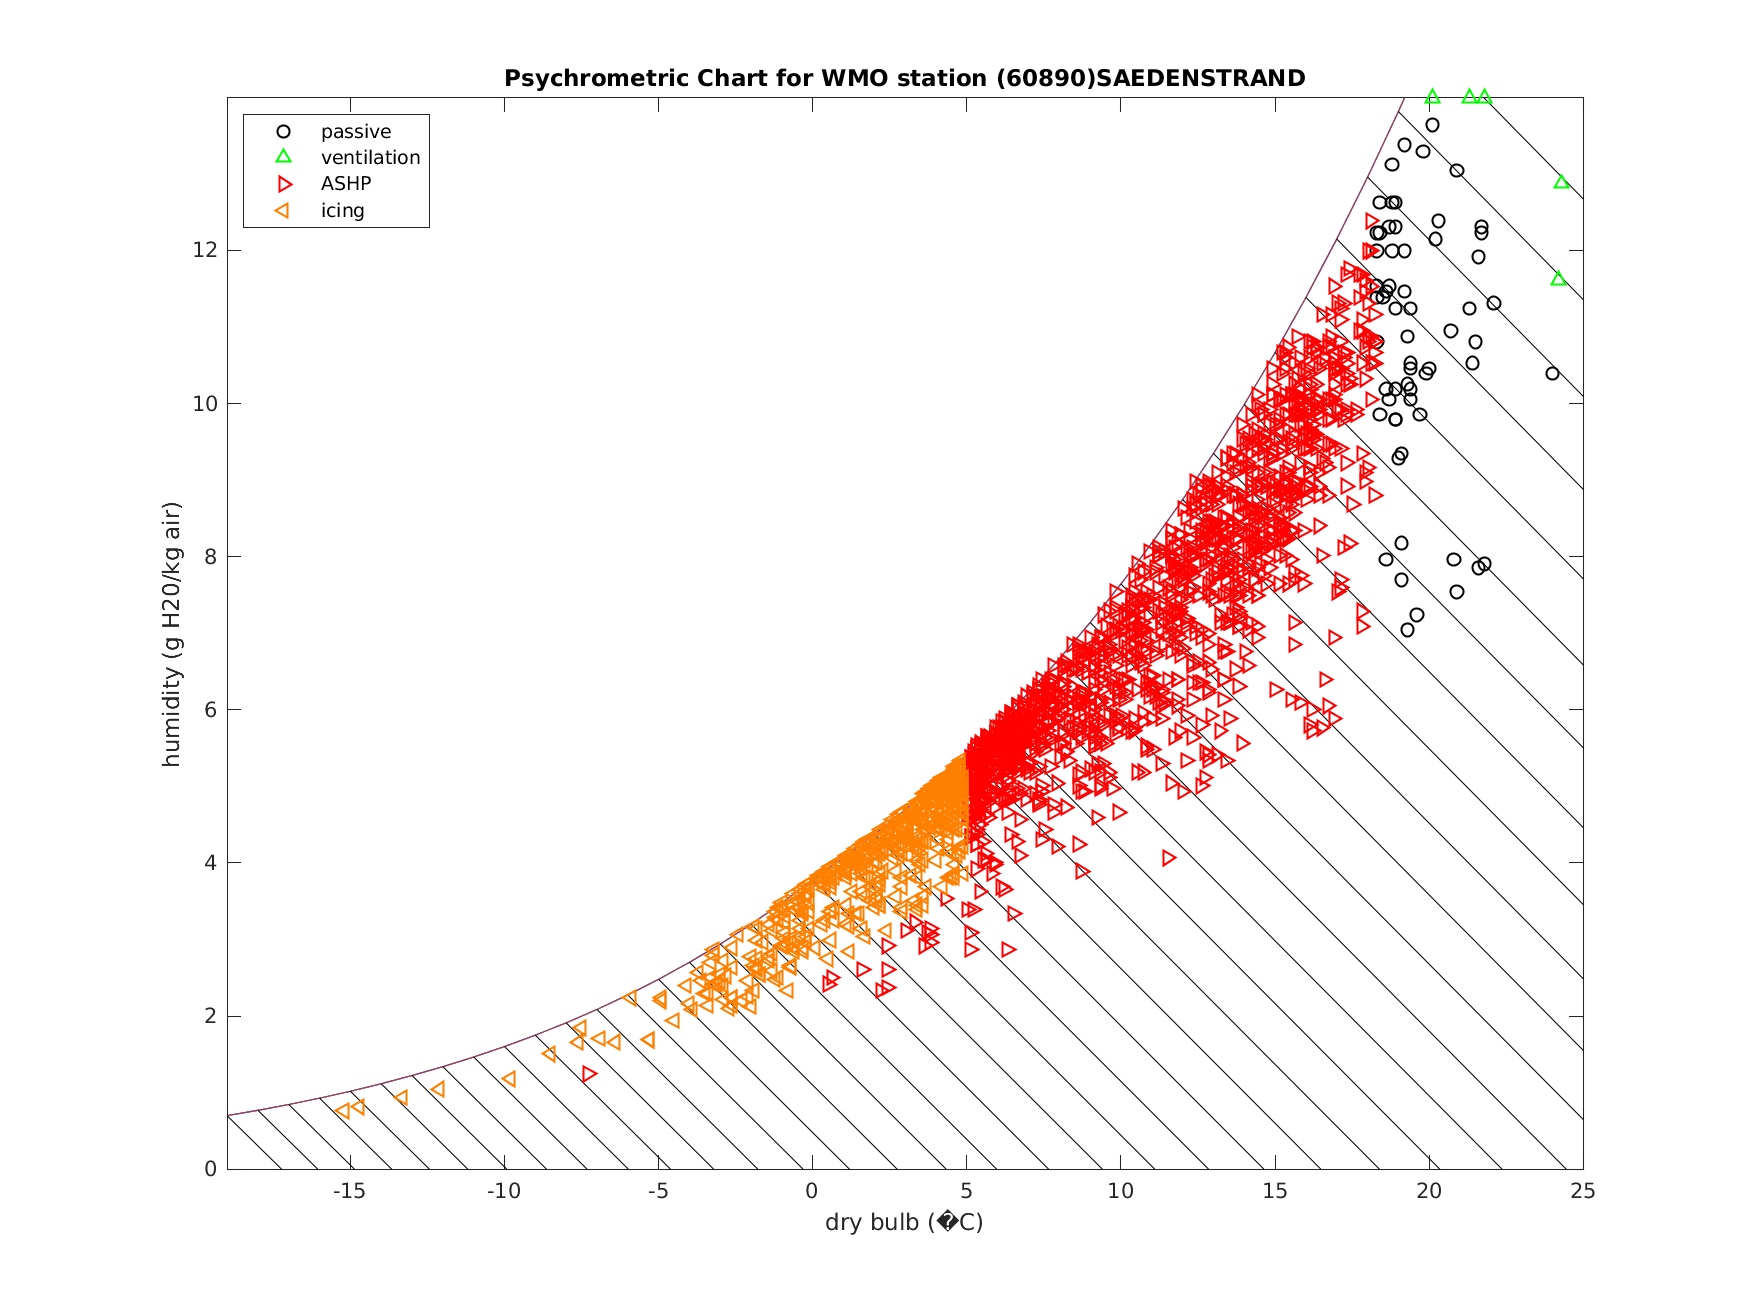 Psychrometric Chart for WMO station (60890)SAEDENSTRAND
passive
ventilation
ASHP
icing
humidity (g H20/kg air)
12
10
8
6
4
2
0
-15 -10 -5 0 5 10 15 20 25
dry bulb (�C)